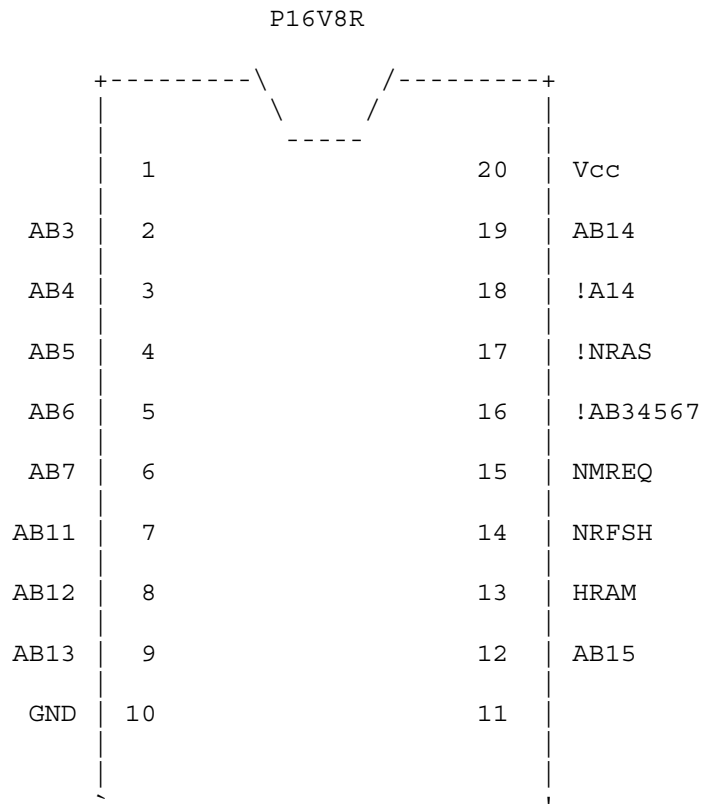 P16V8R
+---------\ /---------+
\ /
-----
1 20 Vcc
AB3 2 19 AB14
AB4 3 18 !A14
AB5 4 17 !NRAS
AB6 5 16 !AB34567
AB7 6 15 NMREQ
AB11 7 14 NRFSH
AB12 8 13 HRAM
AB13 9 12 AB15
GND 10 11